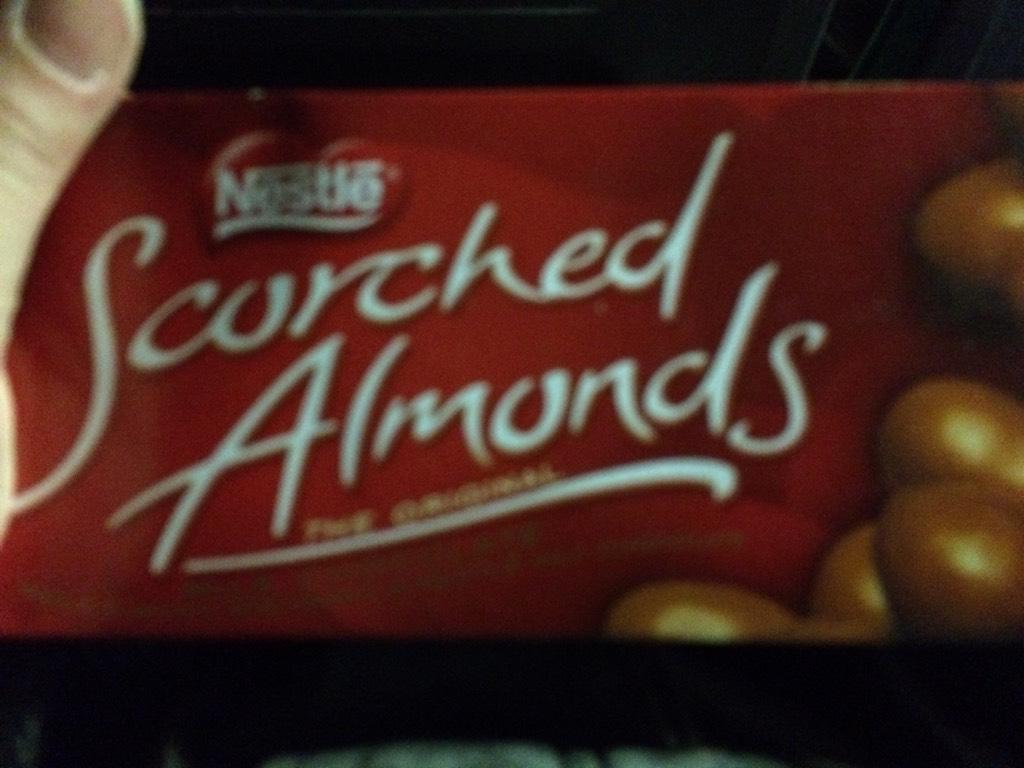 Nestlé
Scorched
Almonds
THE ORIGINAL